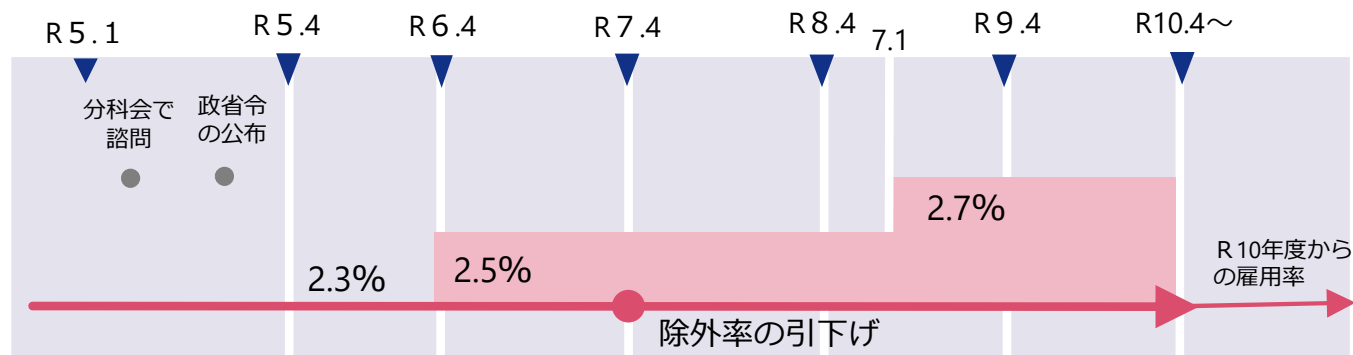 R５.１
R５.４
R６.４
R７.４
R８.４
7.1
R９.４
R10.４～
分科会で
諮問
政省令
の公布
2.3%
2.5%
2.7%
Ｒ10年度から
の雇用率
除外率の引下げ